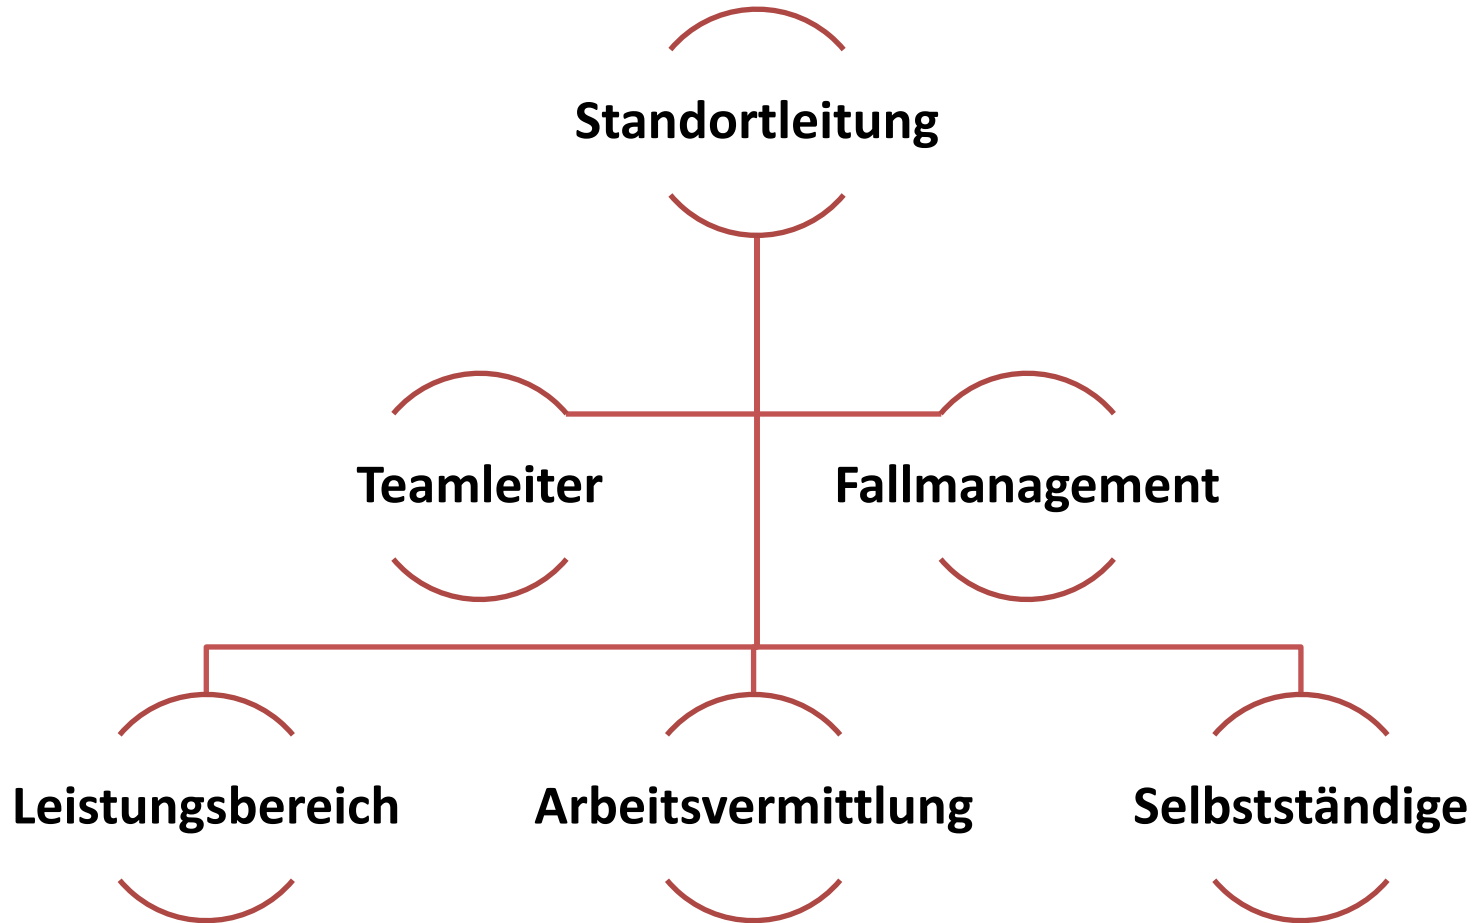 Standortleitung
Teamleiter
Fallmanagement
Leistungsbereich
Arbeitsvermittlung
Selbstständige